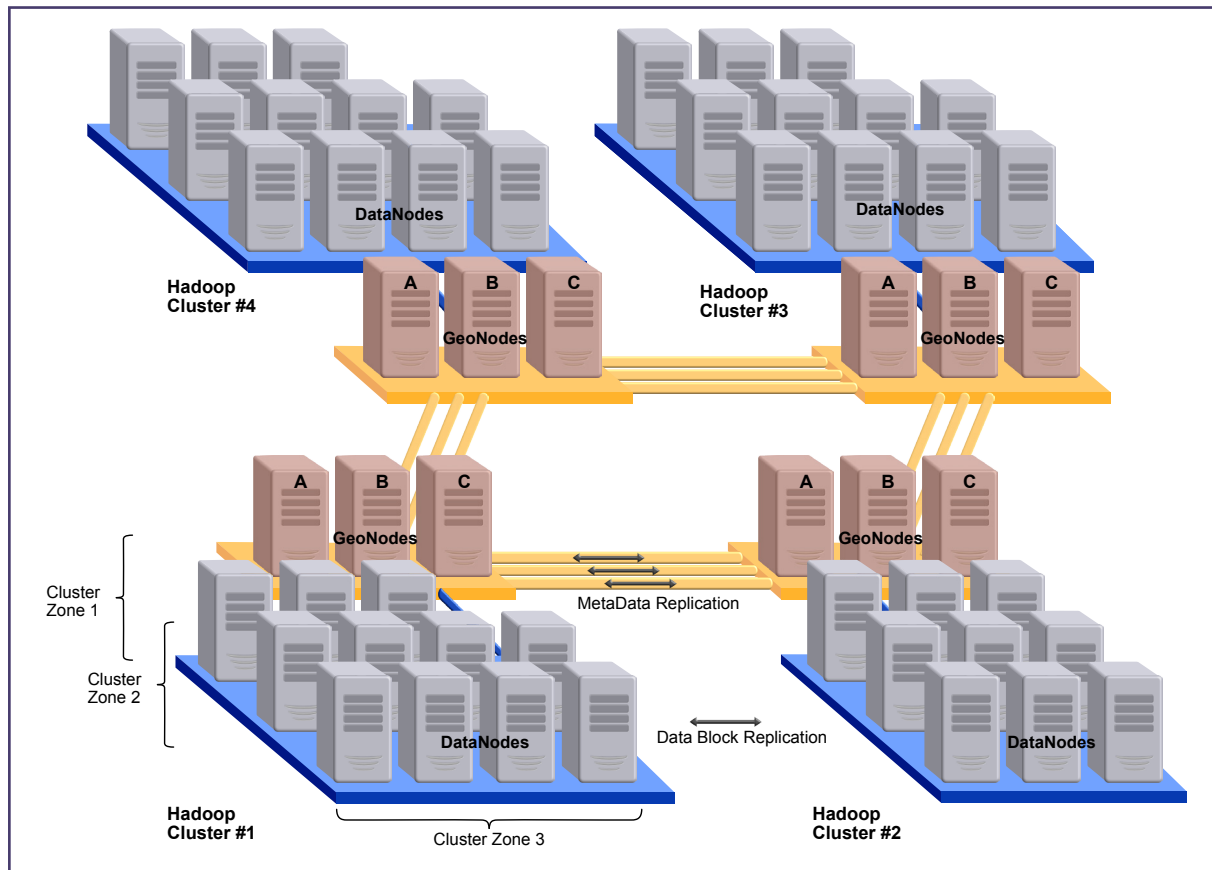 DataNodes
DataNodes
Hadoop
Cluster #4
A B C
GeoNodes
Hadoop
Cluster #3
A B C
GeoNodes
A B C
GeoNodes
A B C
GeoNodes
Cluster
Zone 1
MetaData Replication
Cluster
Zone 2
DataNodes
Data Block Replication
DataNodes
Hadoop
Cluster #1
Cluster Zone 3
Hadoop
Cluster #2